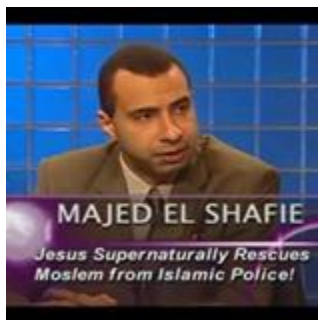 MAJED EL SHAFIE
Jesus Supernaturally Rescues
Moslem from Islamic Police!